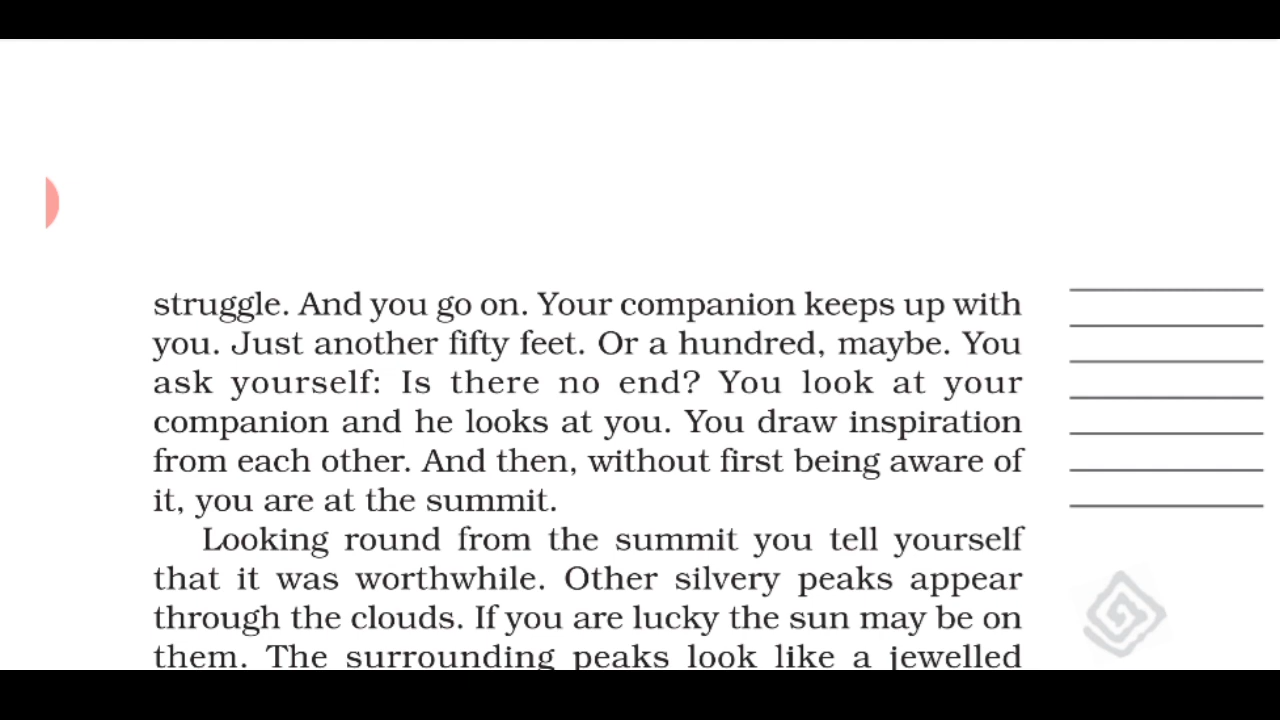 struggle. And you go on. Your companion keeps up with
you. Just another fifty feet. Or a hundred, maybe. You
ask yourself: Is there no end? You look at your
companion and he looks at you. You draw inspiration
from each other. And then, without first being aware of
it, you are at the summit.
Looking round from the summit you tell yourself
that it was worthwhile. Other silvery peaks appear
through the clouds. If you are lucky the sun may be on
them. The surrounding peaks look like a jewelled